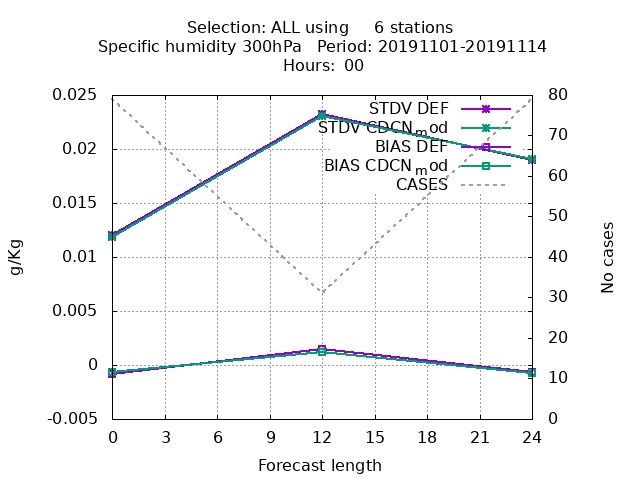 Selection: ALL using 6 stations
Specific humidity 300hPa Period: 20191101-20191114
Hours: 00
0.025
0.02
0.015
0.01
0.005
0
-0.005
80
70
60
50
40
30
20
10
0
STDV DEF
STDV CDCNmod
BIAS DEF
BIAS CDCNmod
CASES
g/Kg
No cases
0 3 6 9 12 15 18 21 24
Forecast length